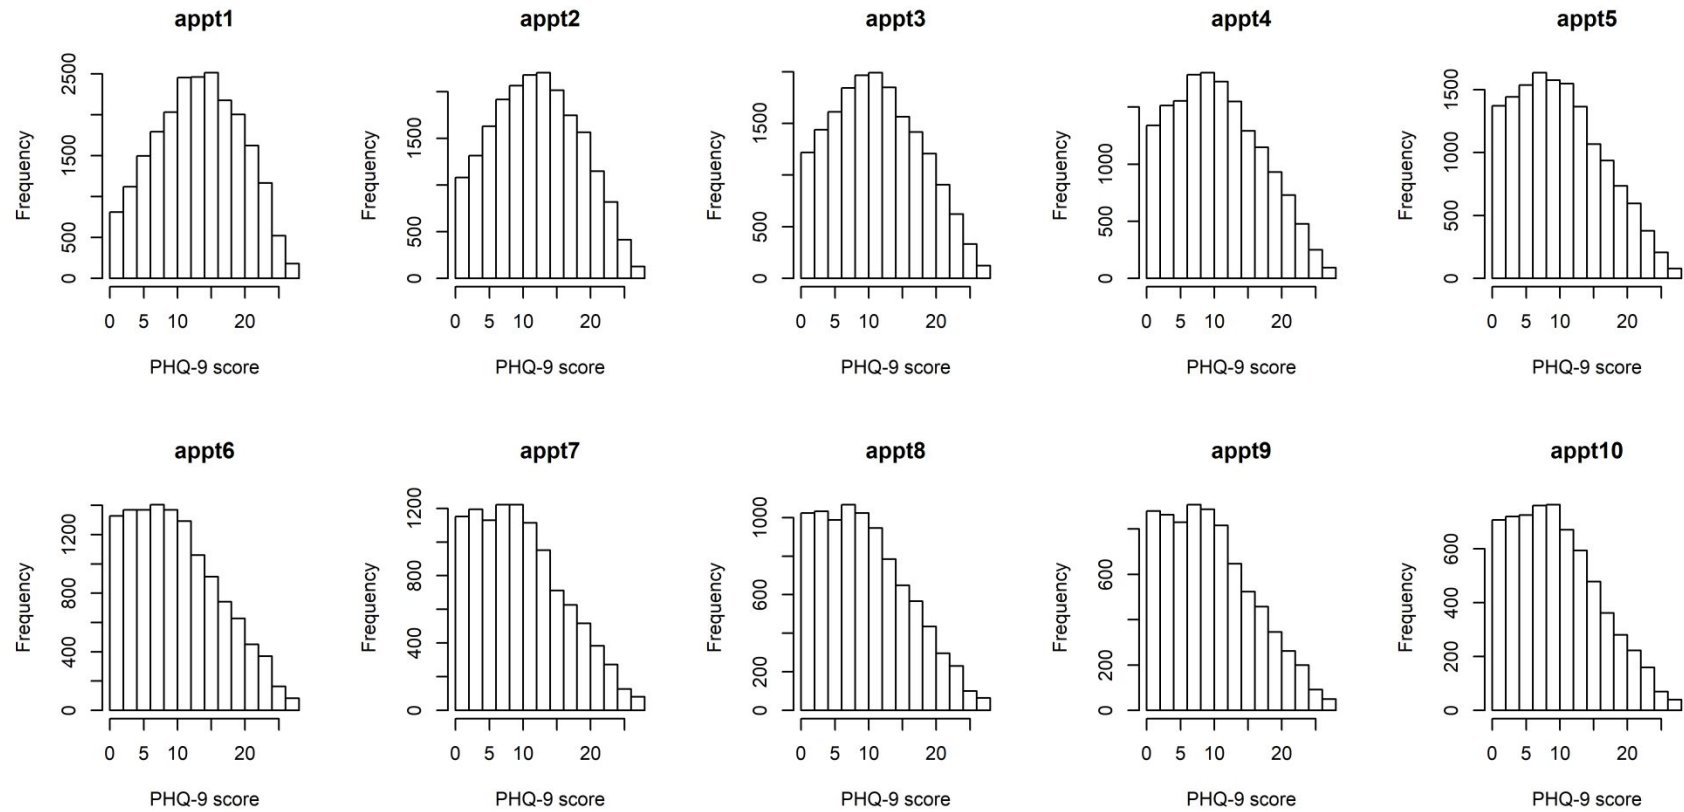 appt1 appt2 appt3 appt4 appt5
Frequency 0 500 1500 2500
0 5 10 20
PHQ-9 score
Frequency 0 500 1500
0 5 10 20
PHQ-9 score
Frequency 0 500 1500
0 5 10 20
PHQ-9 score
Frequency 0 500 1000
0 5 10 20
PHQ-9 score
Frequency 0 500 1000 1500
0 5 10 20
PHQ-9 score
appt6 appt7 appt8 appt9 appt10
Frequency 0 400 800 1200
0 5 10 20
PHQ-9 score
Frequency 0 400 800 1200
0 5 10 20
PHQ-9 score
Frequency 0 200 600 1000
0 5 10 20
PHQ-9 score
Frequency 0 200 600
0 5 10 20
PHQ-9 score
Frequency 0 200 400 600
0 5 10 20
PHQ-9 score